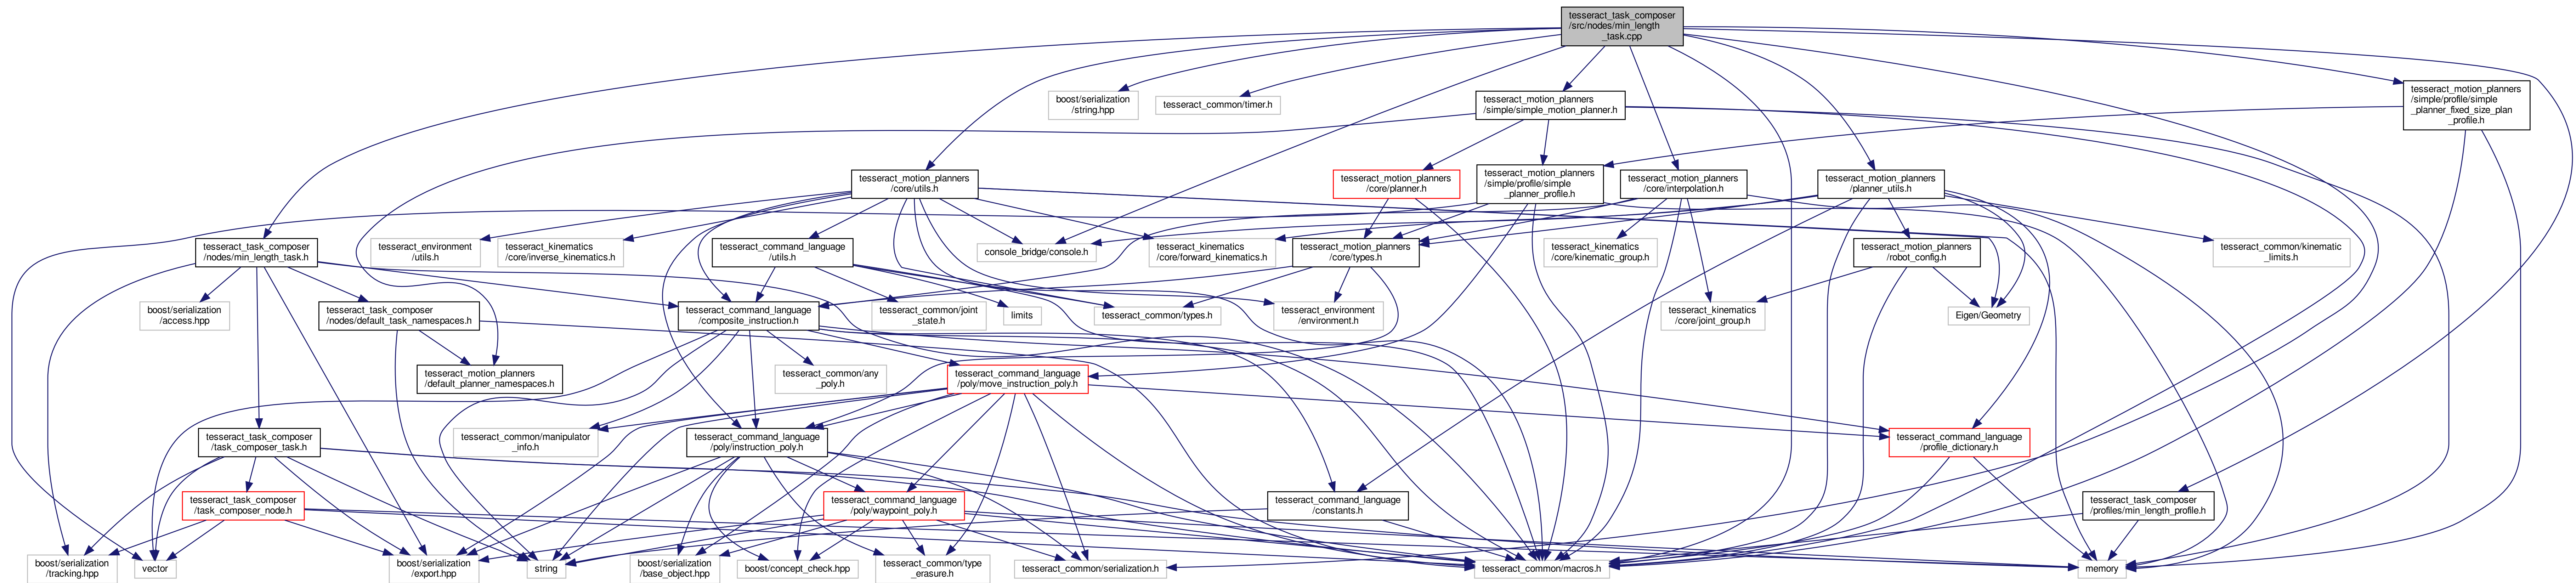 tesseract_task_composer
/src/nodes/min_length
_task.cpp
boost/serialization
/string.hpp
tesseract_common/timer.h
tesseract_motion_planners
/simple/simple_motion_planner.h
tesseract_motion_planners
/simple/profile/simple
_planner_fixed_size_plan
_profile.h
tesseract_motion_planners
/core/utils.h
tesseract_motion_planners
/core/planner.h
tesseract_motion_planners
/simple/profile/simple
_planner_profile.h
tesseract_motion_planners
/core/interpolation.h
tesseract_motion_planners
/planner_utils.h
tesseract_task_composer
/nodes/min_length_task.h
tesseract_environment
/utils.h
tesseract_kinematics
/core/inverse_kinematics.h
tesseract_command_language
/utils.h
console_bridge/console.h
tesseract_kinematics
/core/forward_kinematics.h
tesseract_motion_planners
/core/types.h
tesseract_kinematics
/core/kinematic_group.h
tesseract_motion_planners
/robot_config.h
tesseract_common/kinematic
_limits.h
boost/serialization
/access.hpp
tesseract_task_composer
/nodes/default_task_namespaces.h
tesseract_command_language
/composite_instruction.h
tesseract_common/joint
_state.h
limits
tesseract_common/types.h
tesseract_environment
/environment.h
tesseract_kinematics
/core/joint_group.h
Eigen/Geometry
tesseract_motion_planners
/default_planner_namespaces.h
tesseract_common/any
_poly.h
tesseract_command_language
/poly/move_instruction_poly.h
tesseract_task_composer
/task_composer_task.h
tesseract_common/manipulator
_info.h
tesseract_command_language
/poly/instruction_poly.h
tesseract_command_language
/profile_dictionary.h
tesseract_task_composer
/task_composer_node.h
tesseract_command_language
/poly/waypoint_poly.h
tesseract_command_language
/constants.h
tesseract_task_composer
/profiles/min_length_profile.h
boost/serialization
/tracking.hpp
vector
boost/serialization
/export.hpp
string
boost/serialization
/base_object.hpp
boost/concept_check.hpp
tesseract_common/type
_erasure.h
tesseract_common/serialization.h
tesseract_common/macros.h
memory